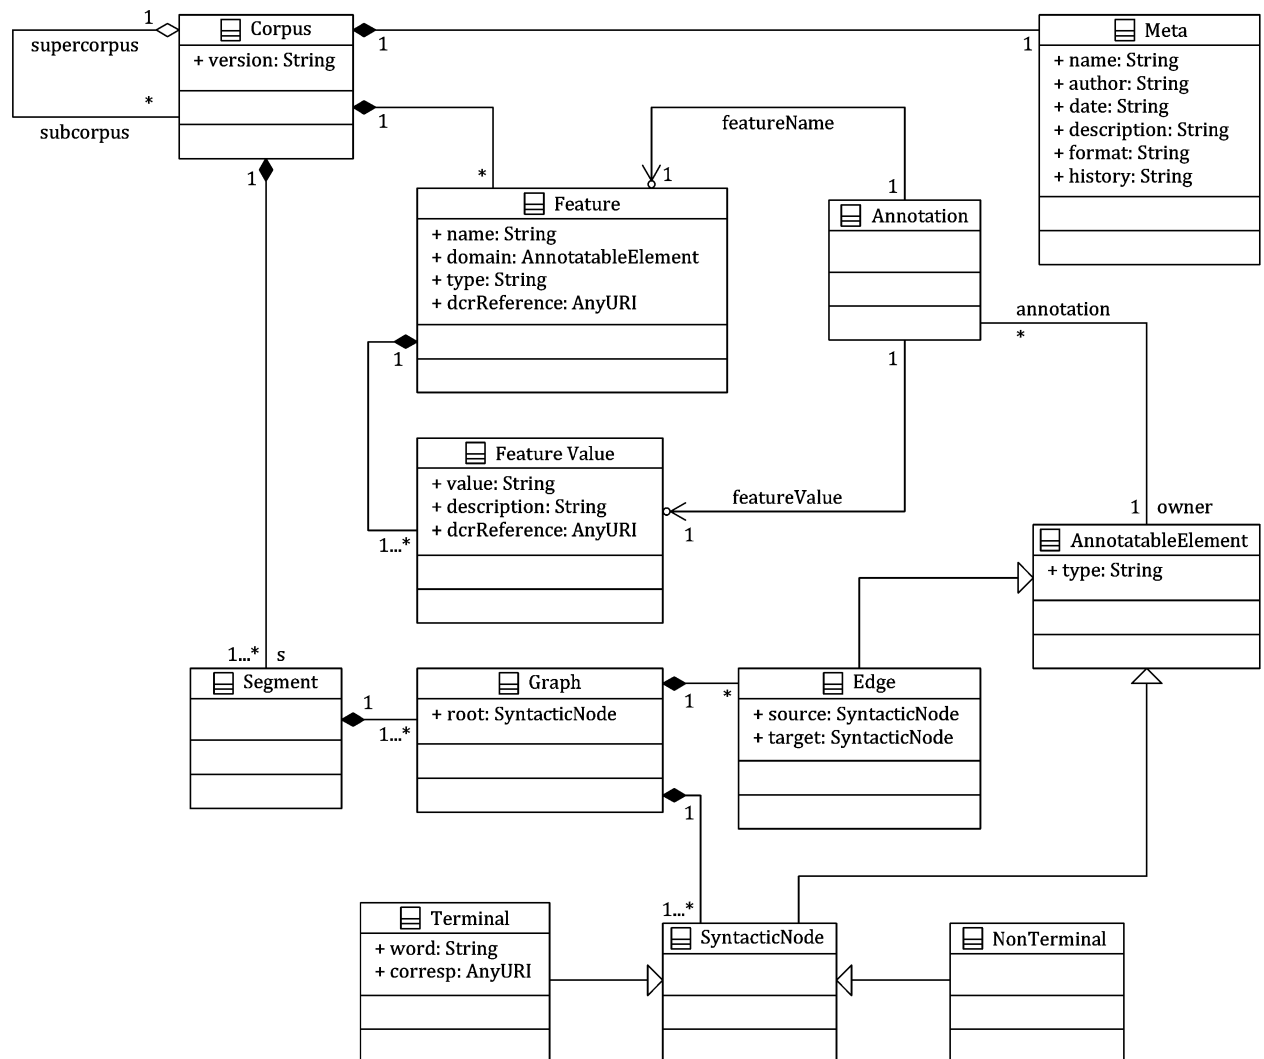 1
supercorpus
*
subcorpus
Corpus
+ version: String
1
1
Meta
+ name: String
+ author: String
+ date: String
+ description: String
+ format: String
+ history: String
1
*
1
featureName
1
1
Feature
+ name: String
+ domain: AnnotatableElement
+ type: String
+ dcrReference: AnyURI
Annotation
annotation
*
1
1
Feature Value
+ value: String
+ description: String
+ dcrReference: AnyURI
1...*
featureValue
1
1 owner
AnnotatableElement
+ type: String
1...* s
Segment
1
1...*
Graph
+ root: SyntacticNode
1
*
Edge
+ source: SyntacticNode
+ target: SyntacticNode
1
1...*
Terminal
+ word: String
+ corresp: AnyURI
SyntacticNode
NonTerminal